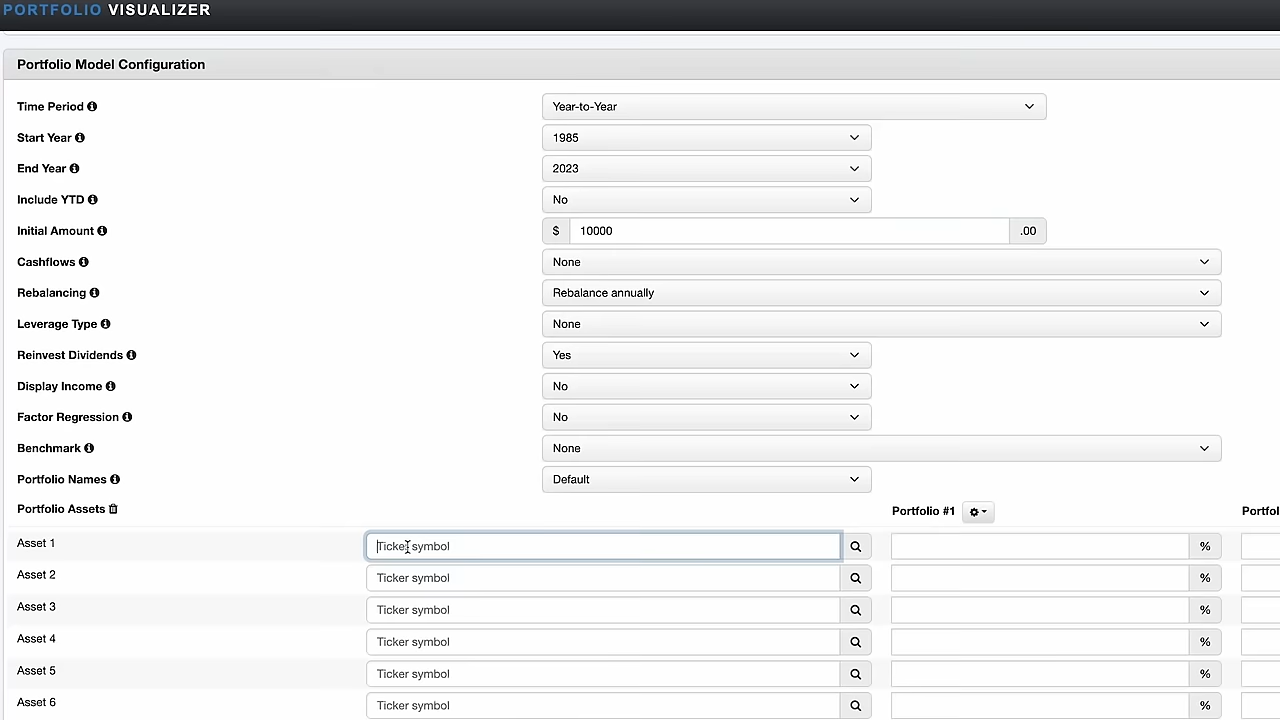 PORTFOLIO VISUALIZER
Portfolio Model Configuration
Time Period
Year-to-Year
Start Year
1985
End Year
2023
Include YTD
No
Initial Amount
$ 10000 .00
Cashflows
None
Rebalancing
Rebalance annually
Leverage Type
None
Reinvest Dividends
Yes
Display Income
No
Factor Regression
No
Benchmark
None
Portfolio Names
Default
Portfolio Assets
Portfolio #1
Portfol
Asset 1
Ticker symbol
%
Asset 2
Ticker symbol
%
Asset 3
Ticker symbol
%
Asset 4
Ticker symbol
%
Asset 5
Ticker symbol
%
Asset 6
Ticker symbol
%